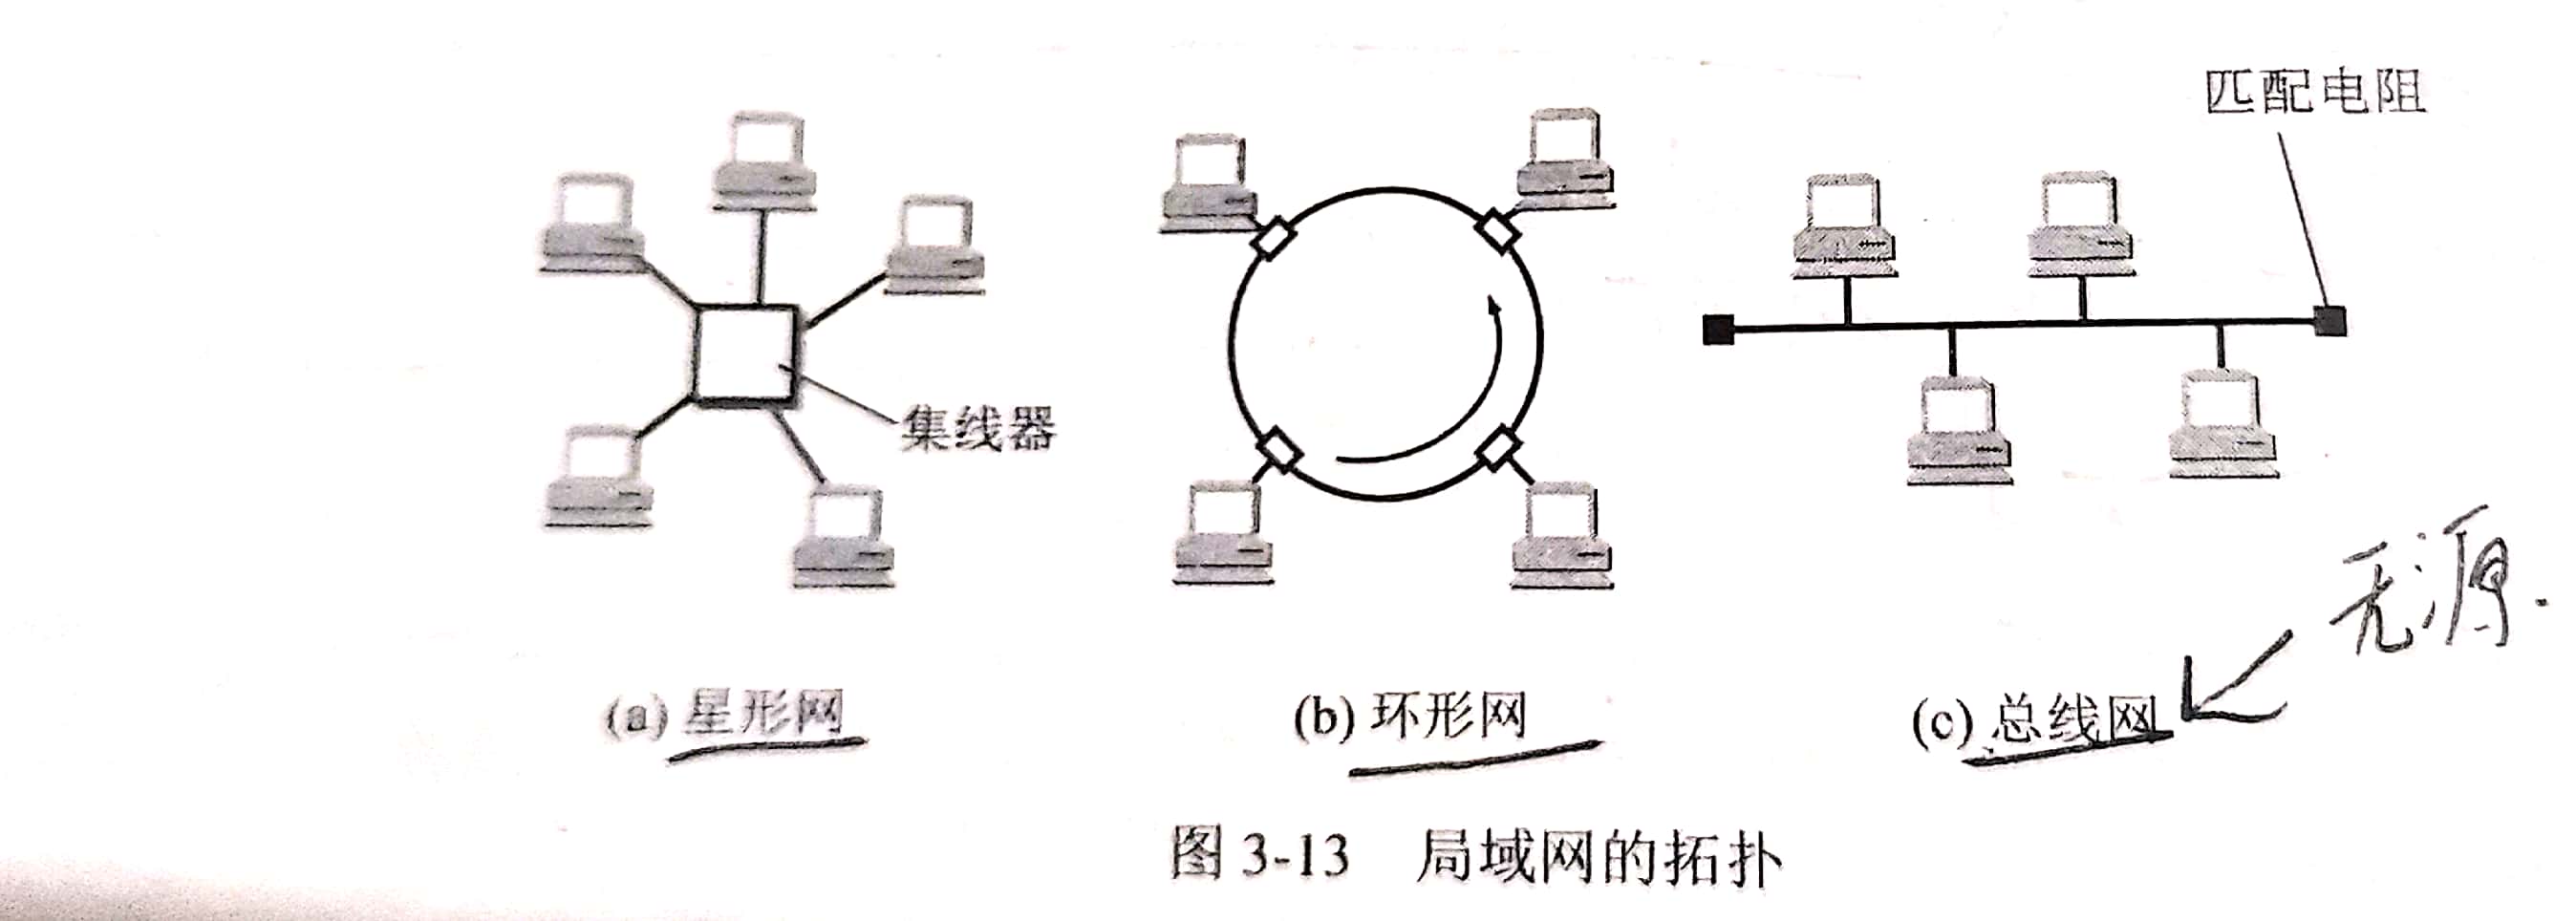 匹配电阻
集线器
无源.
(a) 星形网
(b) 环形网
(c) 总线网
图 3-13 局域网的拓扑